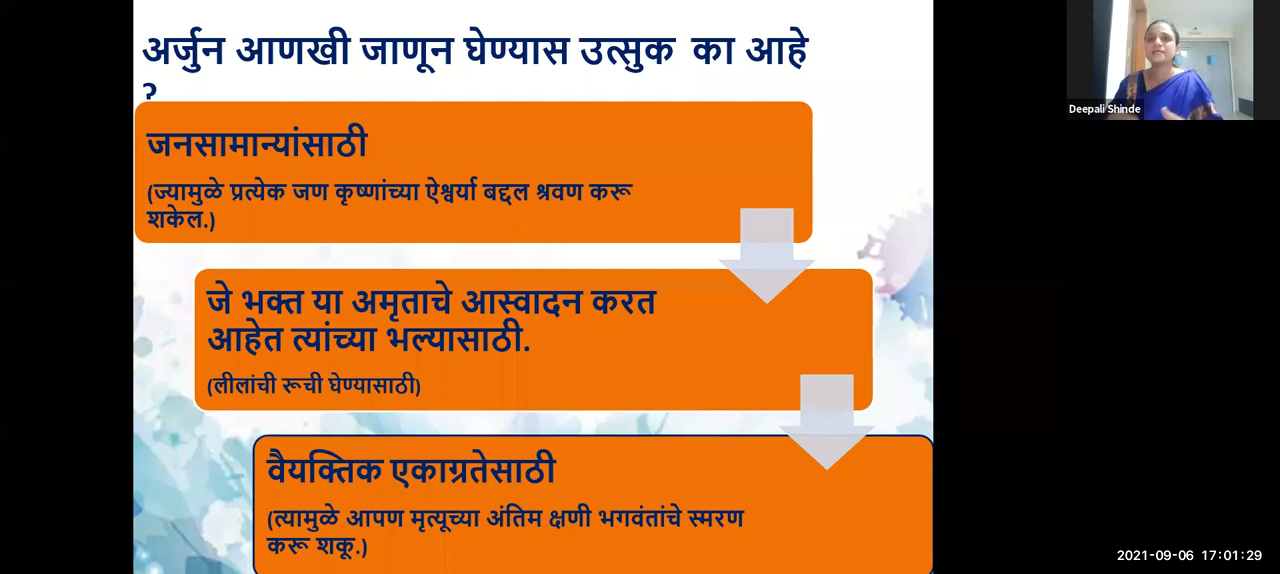 अर्जुन आणखी जाणून घेण्यास उत्सुक का आहे
?
जनसामान्यांसाठी
(ज्यामुळे प्रत्येक जण कृष्णांच्या ऐश्वर्या बद्दल श्रवण करू
शकेल.)
जे भक्त या अमृताचे आस्वादन करत
आहेत त्यांच्या भल्यासाठी.
(लीलांची रूची घेण्यासाठी)
वैयक्तिक एकाग्रतेसाठी
(त्यामुळे आपण मृत्यूच्या अंतिम क्षणी भगवंतांचे स्मरण
करू शकू.)
Deepali Shinde
2021-09-06 17:01:29